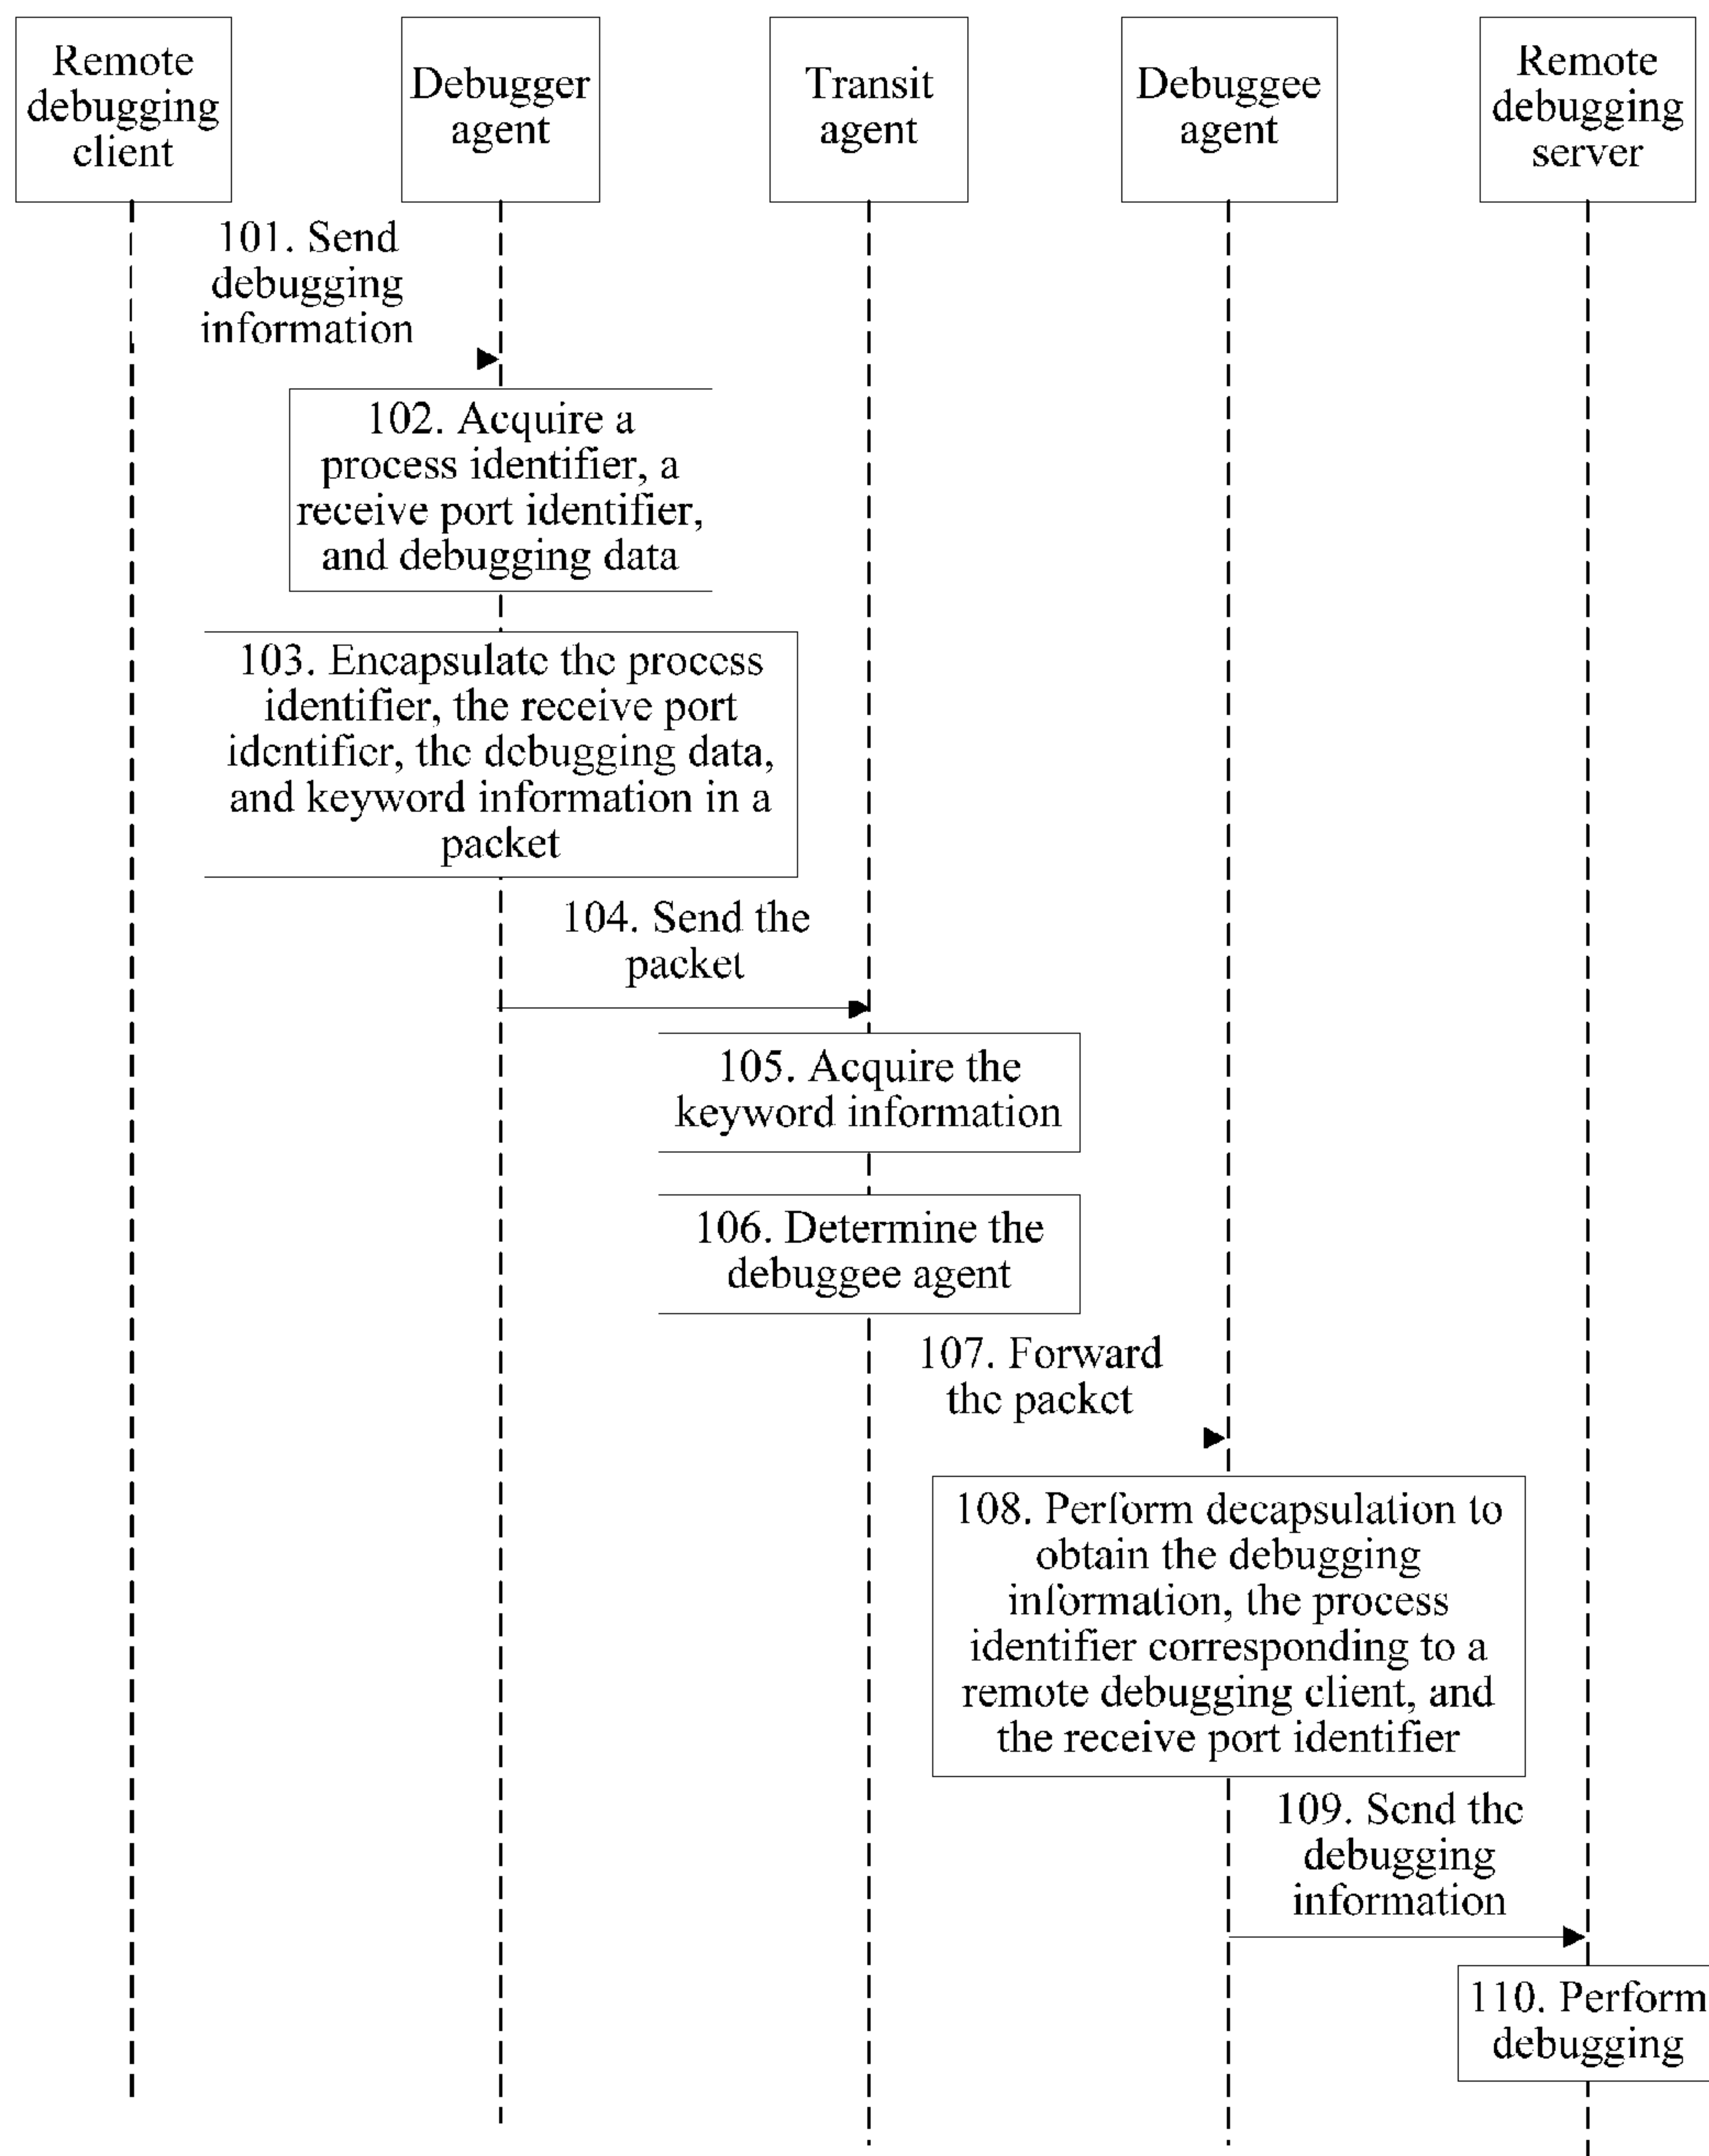 Remote
debugging
client
Debugger
agent
Transit
agent
Debuggee
agent
Remote
debugging
server
101. Send
debugging
information
102. Acquire a
process identifier, a
receive port identifier,
and debugging data
103. Encapsulate the process
identifier, the receive port
identifier, the debugging data,
and keyword information in a
packet
104. Send the
packet
105. Acquire the
keyword information
106. Determine the
debuggee agent
107. Forward
the packet
108. Perform decapsulation to
obtain the debugging
information, the process
identifier corresponding to a
remote debugging client, and
the receive port identifier
109. Send the
debugging
information
110. Perform
debugging